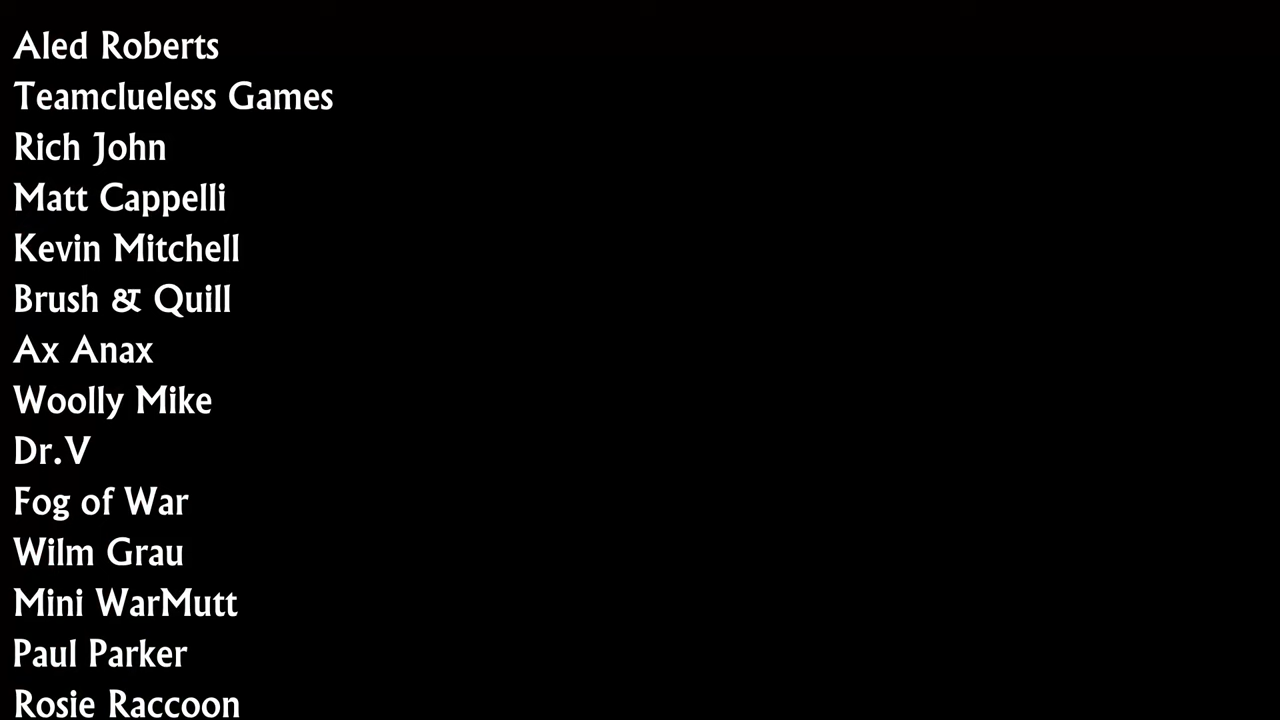 Aled Roberts
Teamclueless Games
Rich John
Matt Cappelli
Kevin Mitchell
Brush & Quill
Ax Anax
Woolly Mike
Dr.V
Fog of War
Wilm Grau
Mini WarMutt
Paul Parker
Rosie Raccoon